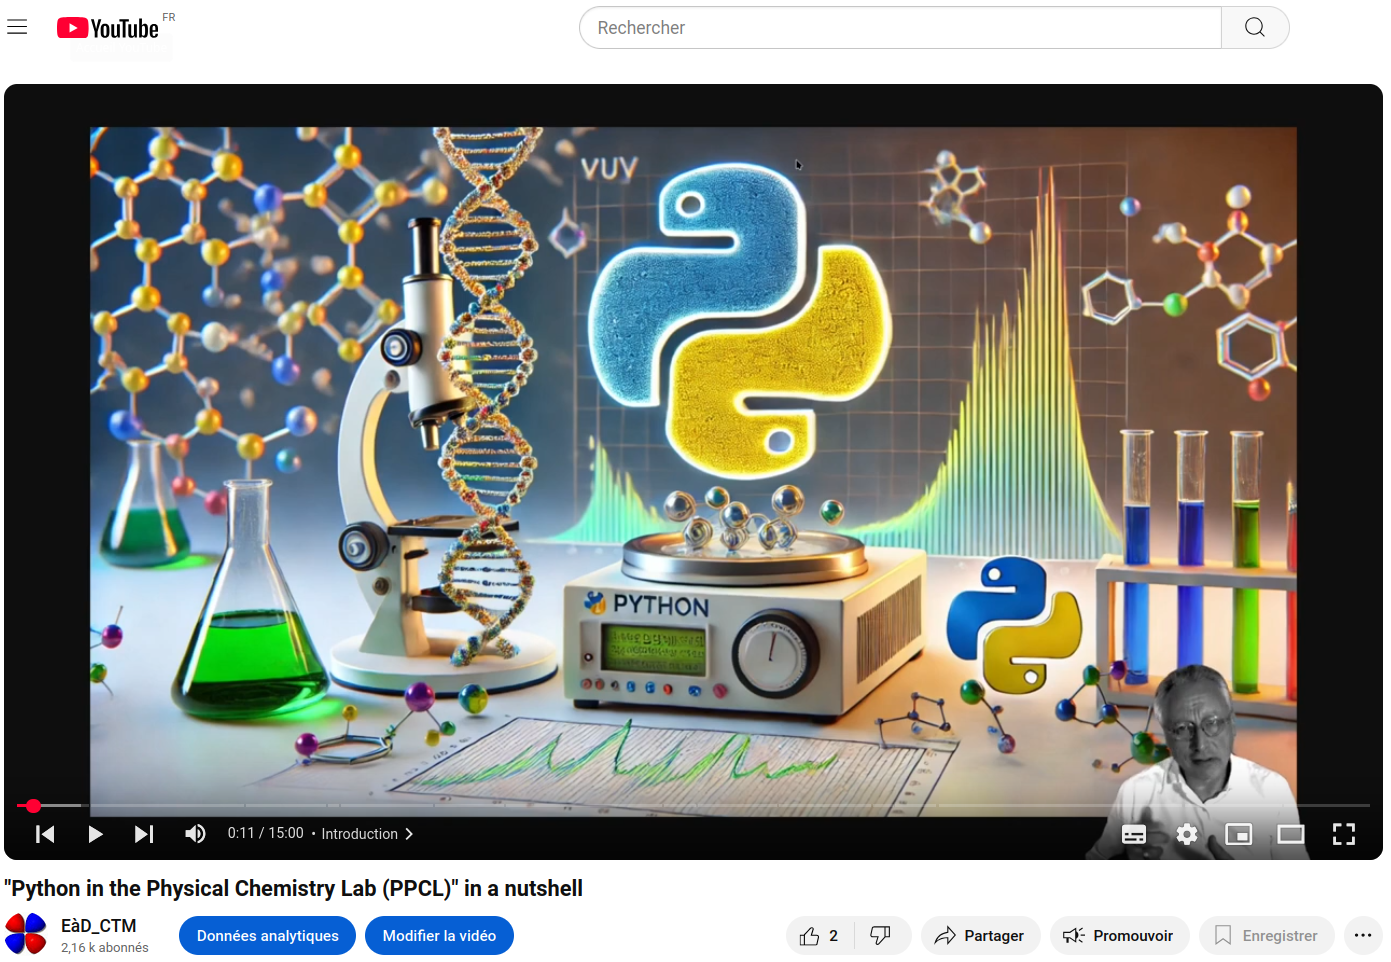 YouTube FR
Rechercher
VUV
PYTHON
0:11 / 15:00 • Introduction
"Python in the Physical Chemistry Lab (PPCL)" in a nutshell
EàD_CTM
2,16 k abonnés
Données analytiques
Modifier la vidéo
2
Partager
Promouvoir
Enregistrer